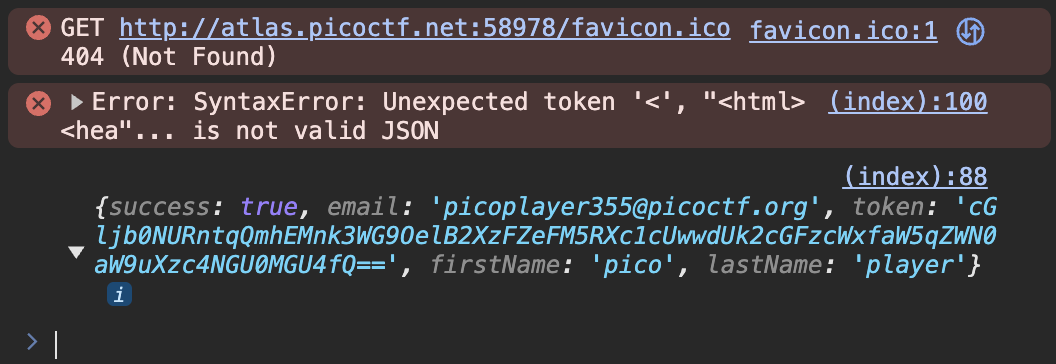 GET http://atlas.picoctf.net:58978/favicon.ico favicon.ico:1
404 (Not Found)
Error: SyntaxError: Unexpected token '<', "<html> (index):100
<hea"... is not valid JSON
(index):88
{success: true, email: 'picoplayer355@picoctf.org', token: 'cG
ljb0NURntqQmhEMnk3WG9OelB2XzFZeFM5RXc1cUwwdUk2cGFzcWxfaW5qZWN0
aW9uXzc4NGU0MGU4fQ==', firstName: 'pico', lastName: 'player'}
i
>